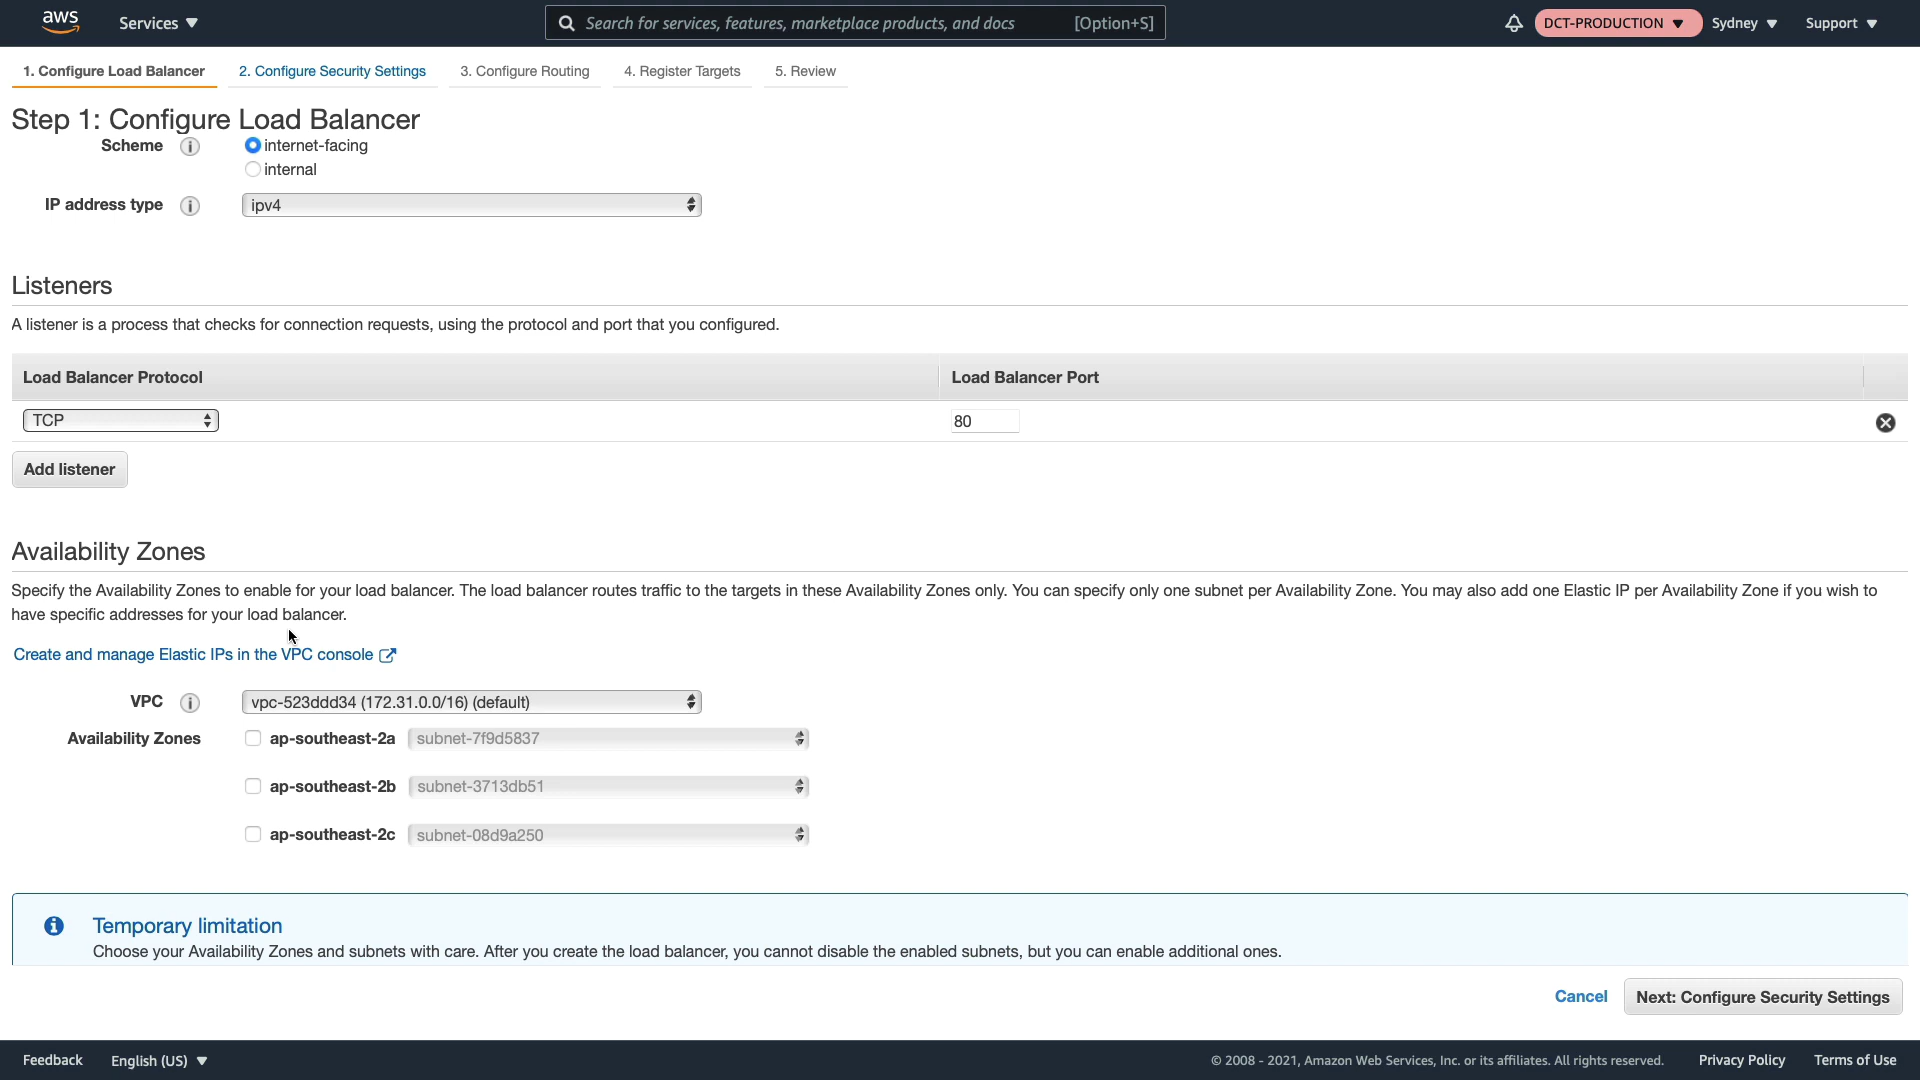 aws
Services
Search for services, features, marketplace products, and docs [Option+S]
DCT-PRODUCTION
Sydney
Support
1. Configure Load Balancer
2. Configure Security Settings
3. Configure Routing
4. Register Targets
5. Review
Step 1: Configure Load Balancer
Scheme
internet-facing
internal
IP address type
ipv4
Listeners
A listener is a process that checks for connection requests, using the protocol and port that you configured.
Load Balancer Protocol
Load Balancer Port
TCP
80
Add listener
Availability Zones
Specify the Availability Zones to enable for your load balancer. The load balancer routes traffic to the targets in these Availability Zones only. You can specify only one subnet per Availability Zone. You may also add one Elastic IP per Availability Zone if you wish to
have specific addresses for your load balancer.
Create and manage Elastic IPs in the VPC console
VPC
vpc-523ddd34 (172.31.0.0/16) (default)
Availability Zones
ap-southeast-2a
subnet-7f9d5837
ap-southeast-2b
subnet-3713db51
ap-southeast-2c
subnet-08d9a250
Temporary limitation
Choose your Availability Zones and subnets with care. After you create the load balancer, you cannot disable the enabled subnets, but you can enable additional ones.
Cancel
Next: Configure Security Settings
Feedback
English (US)
© 2008 - 2021, Amazon Web Services, Inc. or its affiliates. All rights reserved.
Privacy Policy
Terms of Use